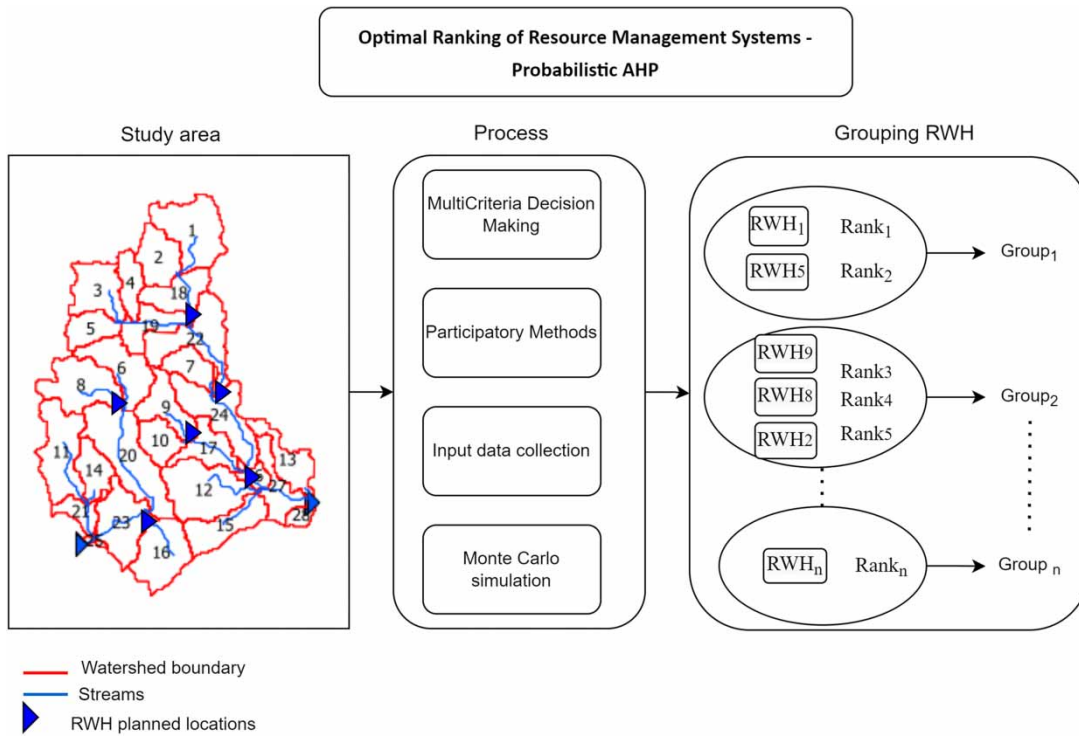 Optimal Ranking of Resource Management Systems -
Probabilistic AHP
Study area
Process
Grouping RWH
1
2
3
4
18
5
19
22
6
7
8
9
24
10
17
11
14
20
12
13
27
21
23
15
28
25
16
MultiCriteria Decision
Making
Participatory Methods
Input data collection
Monte Carlo
simulation
RWH1 Rank1
RWH5 Rank2
Group1
RWH9 Rank3
RWH8 Rank4
RWH2 Rank5
Group2
RWHn Rankn
Group n
Watershed boundary
Streams
RWH planned locations